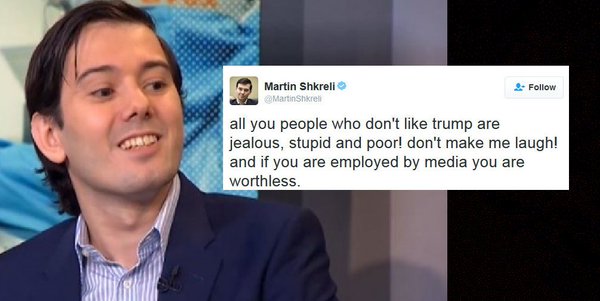 Martin Shkreli
@MartinShkreli
Follow
all you people who don't like trump are
jealous, stupid and poor! don't make me laugh!
and if you are employed by media you are
worthless.